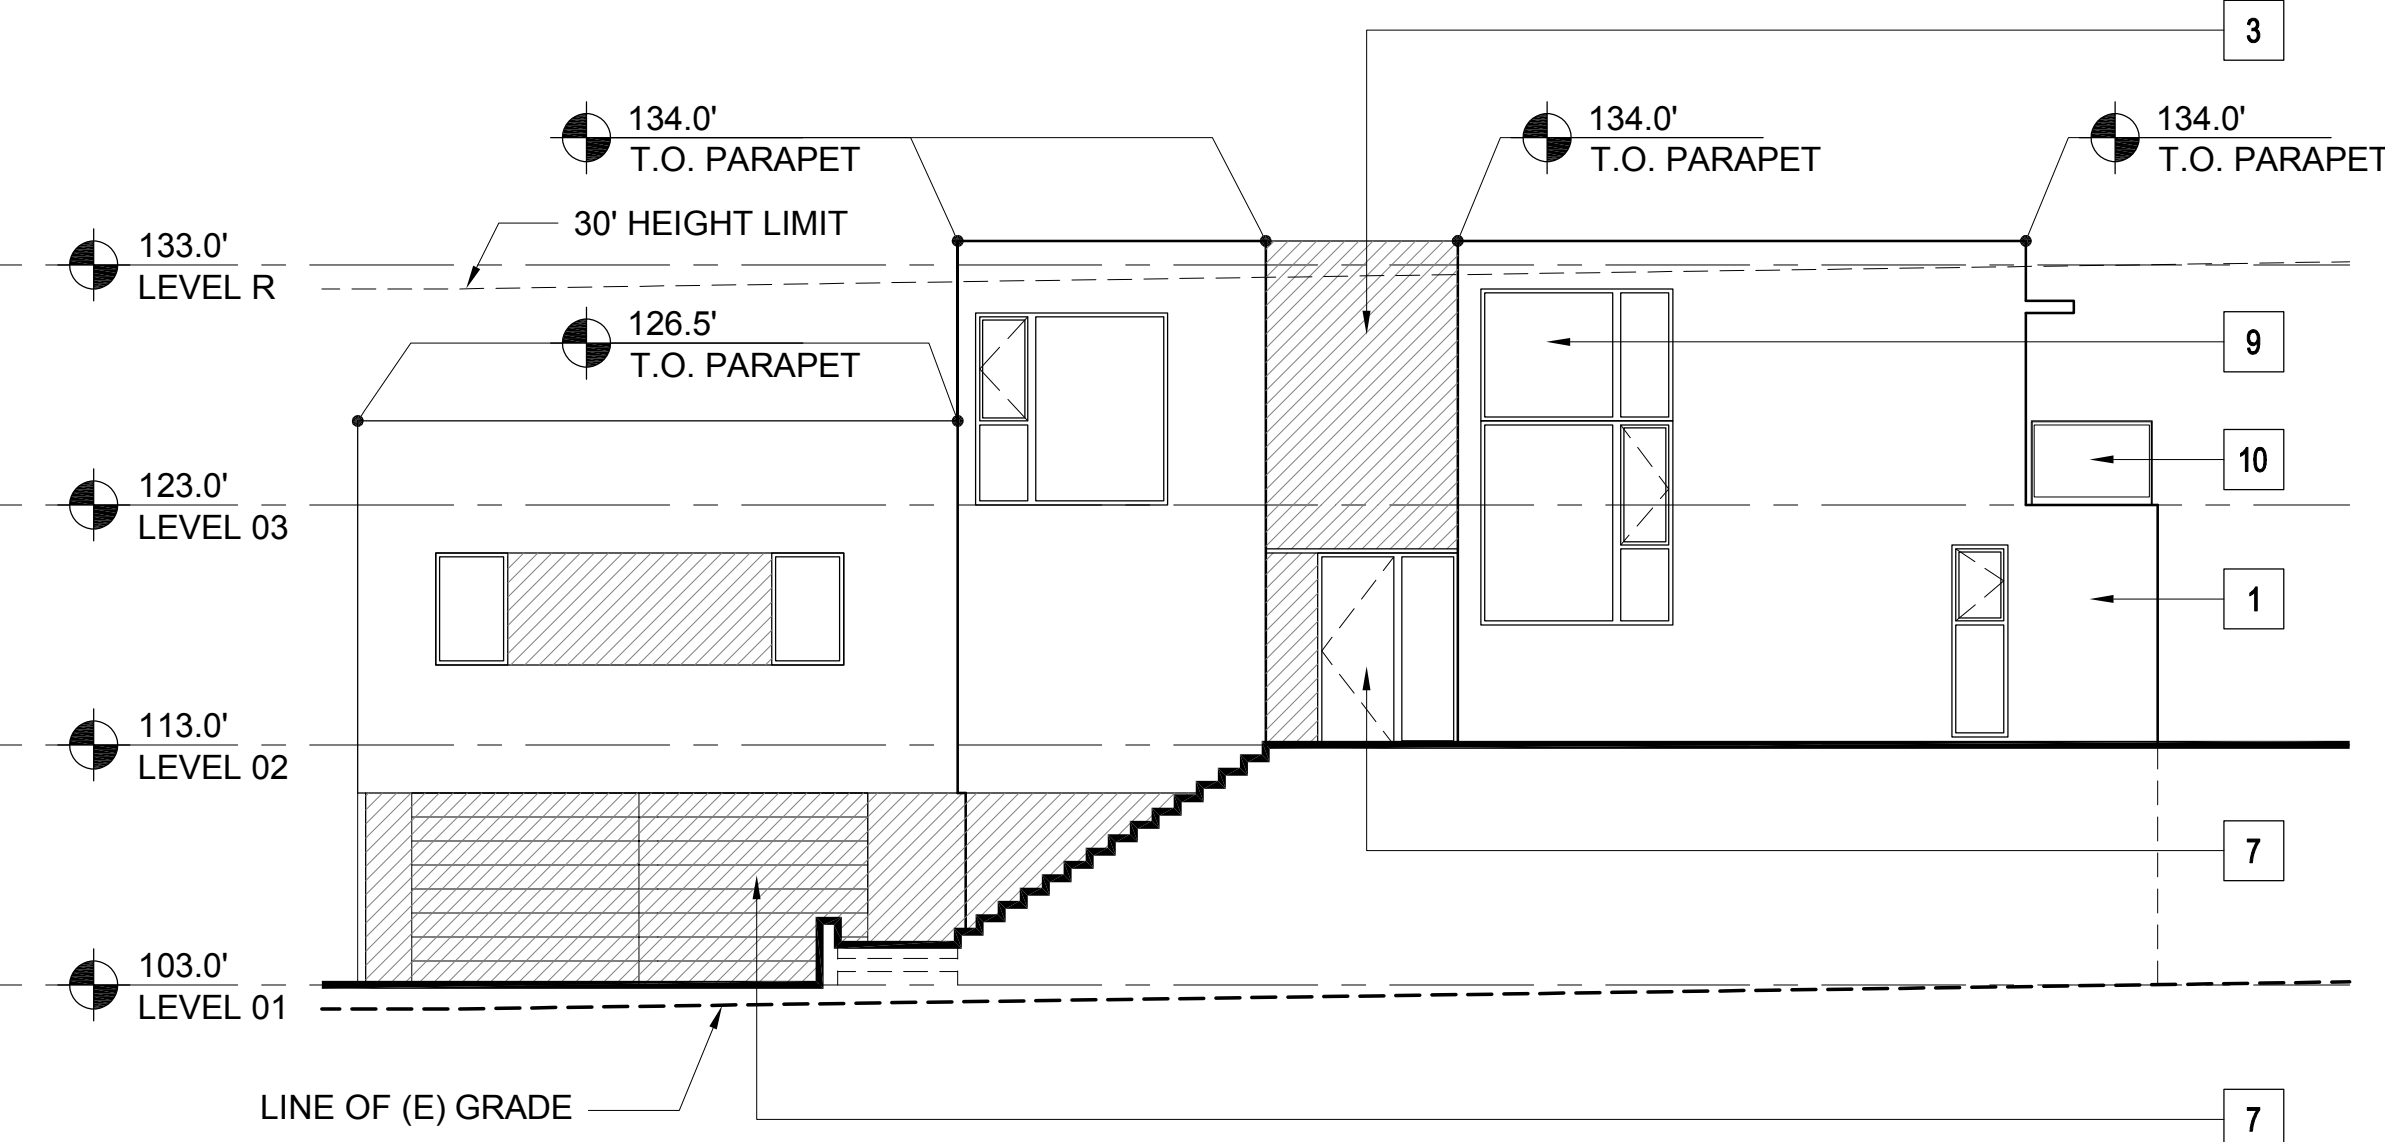 3
134.0'
T.O. PARAPET
134.0'
T.O. PARAPET
134.0'
T.O. PARAPET
30' HEIGHT LIMIT
133.0'
LEVEL R
126.5'
T.O. PARAPET
9
10
123.0'
LEVEL 03
1
113.0'
LEVEL 02
7
103.0'
LEVEL 01
LINE OF (E) GRADE
7